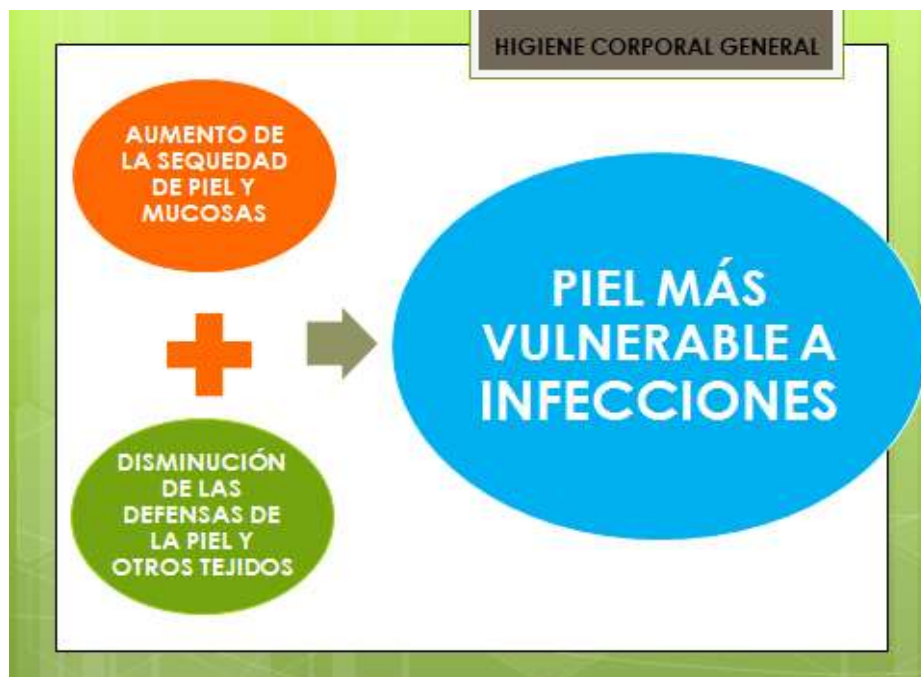 HIGIENE CORPORAL GENERAL
AUMENTO DE
LA SEQUEDAD
DE PIEL Y
MUCOSAS
DISMINUCIÓN
DE LAS
DEFENSAS DE
LA PIEL Y
OTROS TEJIDOS
PIEL MÁS
VULNERABLE A
INFECCIONES